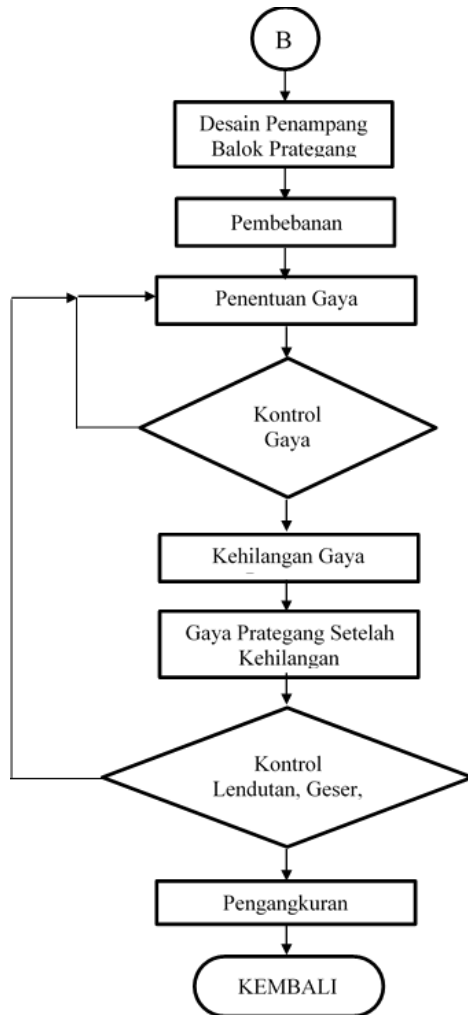 B
Desain Penampang
Balok Prategang
Pembebanan
Penentuan Gaya
Kontrol
Gaya
Kehilangan Gaya
Gaya Prategang Setelah
Kehilangan
Kontrol
Lendutan, Geser,
Pengangkuran
KEMBALI